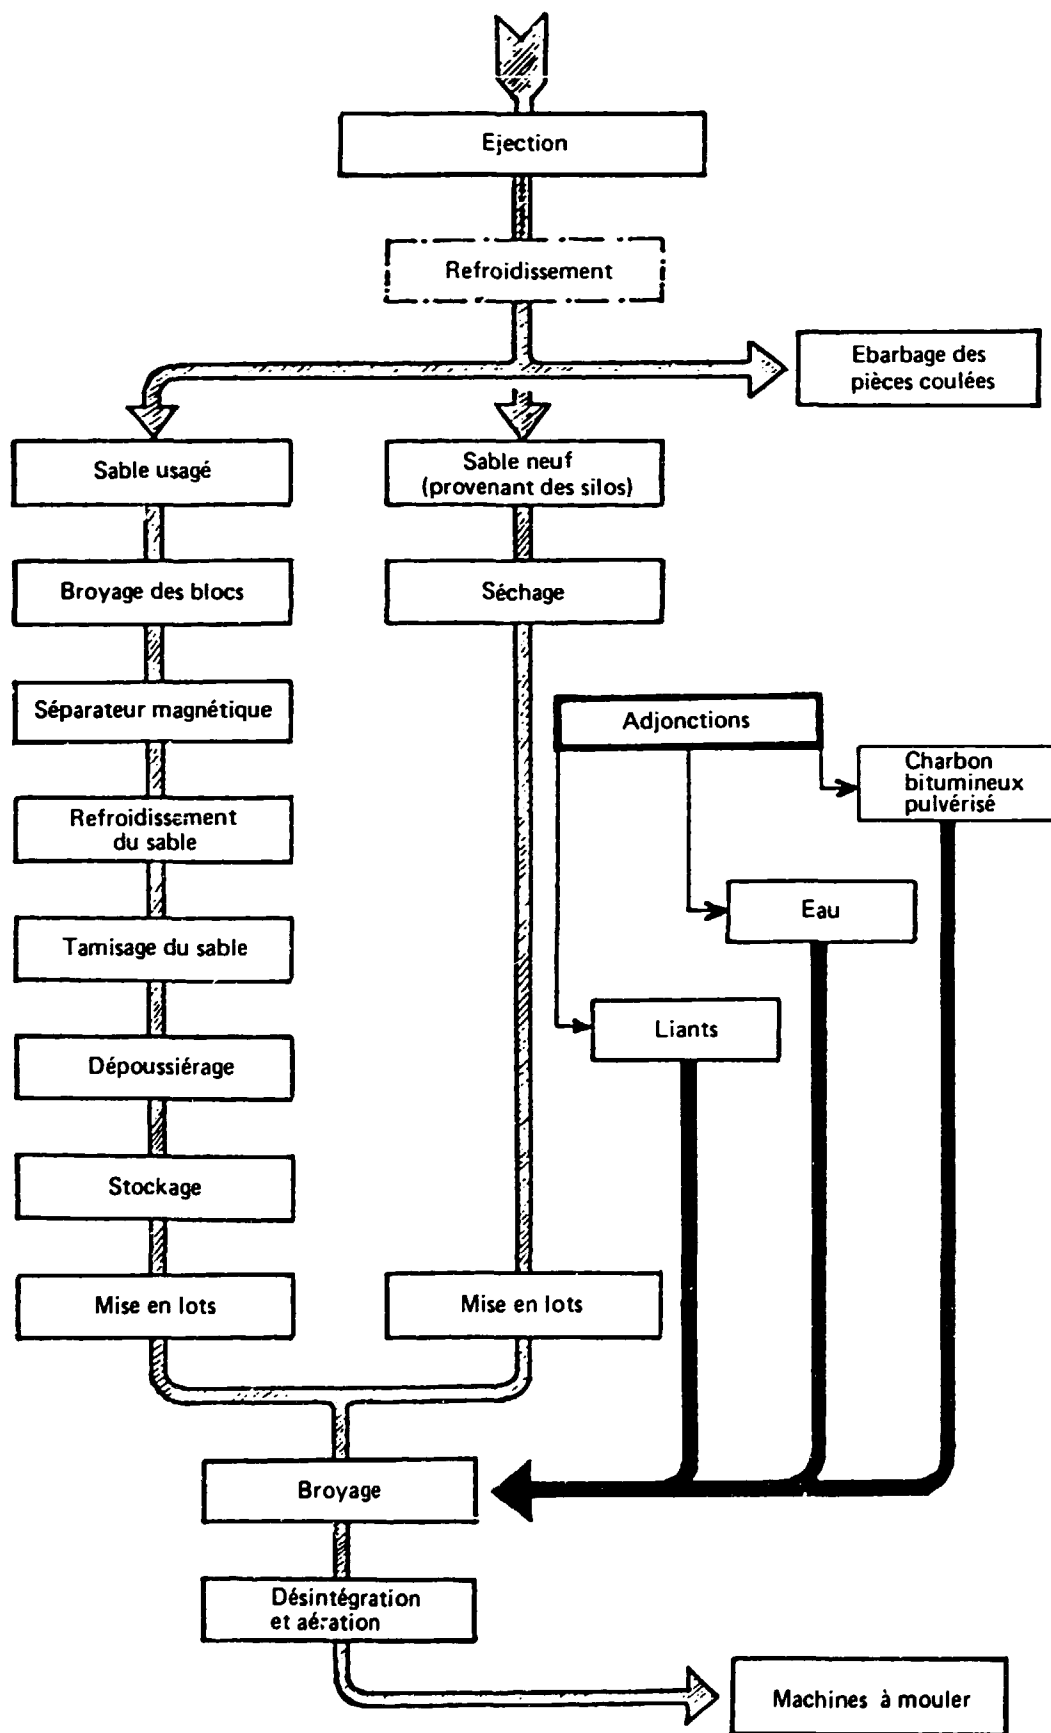 Ejection
Refroidissement
Ebarbage des
pièces coulées
Sable usagé
Sable neuf
(provenant des silos)
Broyage des blocs
Séchage
Séparateur magnétique
Adjonctions
Charbon
bitumineux
pulvérisé
Refroidissement
du sable
Eau
Tamisage du sable
Liants
Dépoussiérage
Stockage
Mise en lots
Mise en lots
Broyage
Désintégration
et aération
Machines à mouler